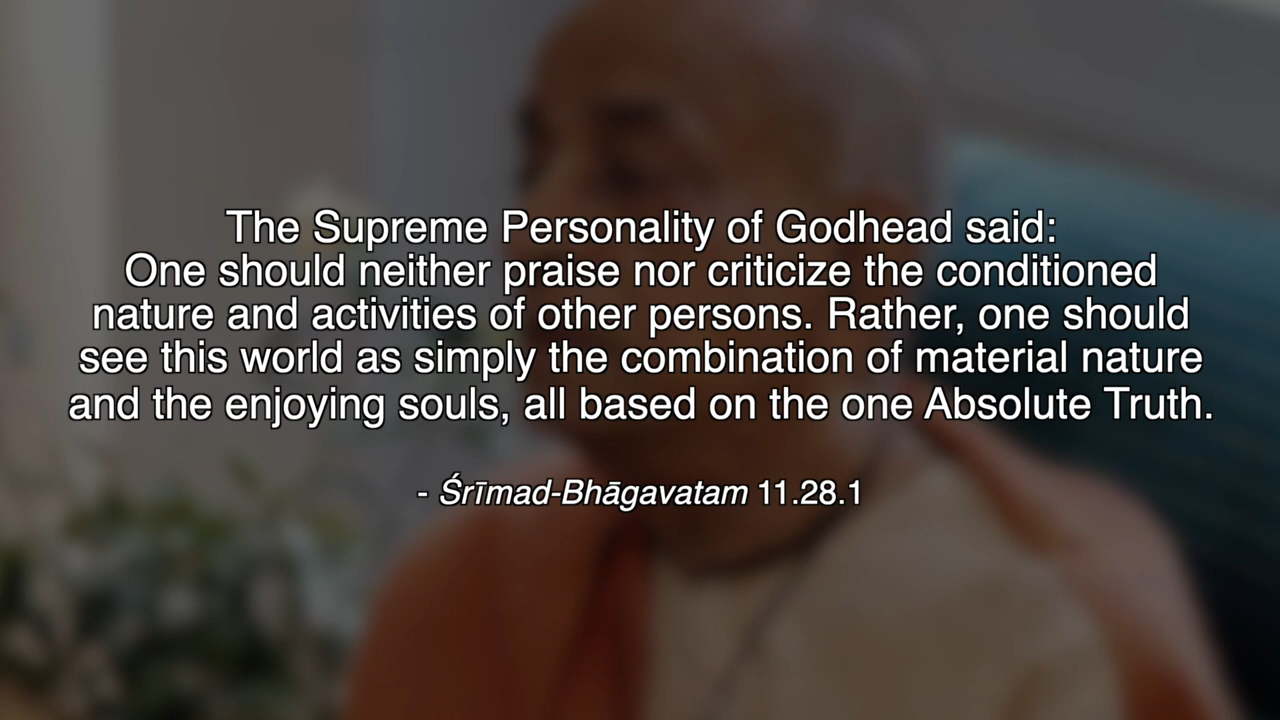 The Supreme Personality of Godhead said:
One should neither praise nor criticize the conditioned
nature and activities of other persons. Rather, one should
see this world as simply the combination of material nature
and the enjoying souls, all based on the one Absolute Truth.
- Śrīmad-Bhāgavatam 11.28.1